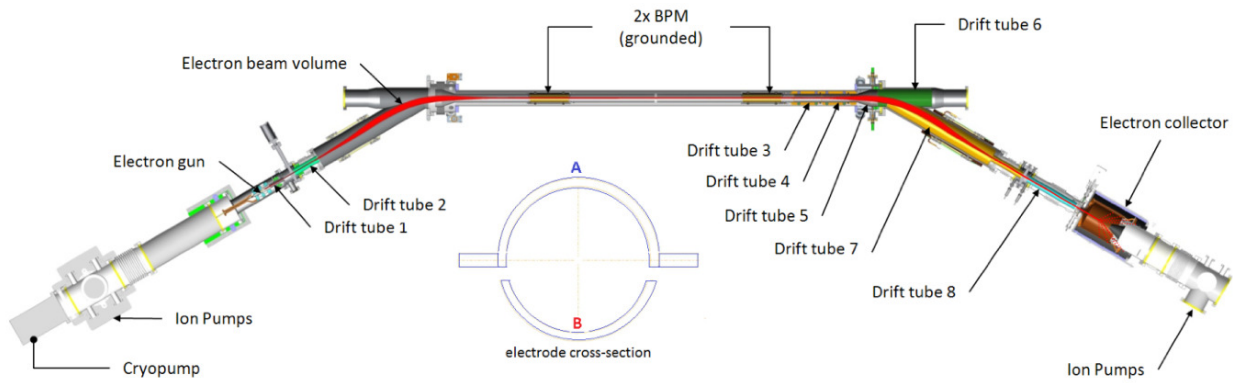 2x BPM
(grounded)
Drift tube 6
Electron beam volume
Electron gun
Drift tube 2
Drift tube 1
Drift tube 3
Drift tube 4
Drift tube 5
Drift tube 7
Drift tube 8
Electron collector
A
B
electrode cross-section
Ion Pumps
Cryopump
Ion Pumps